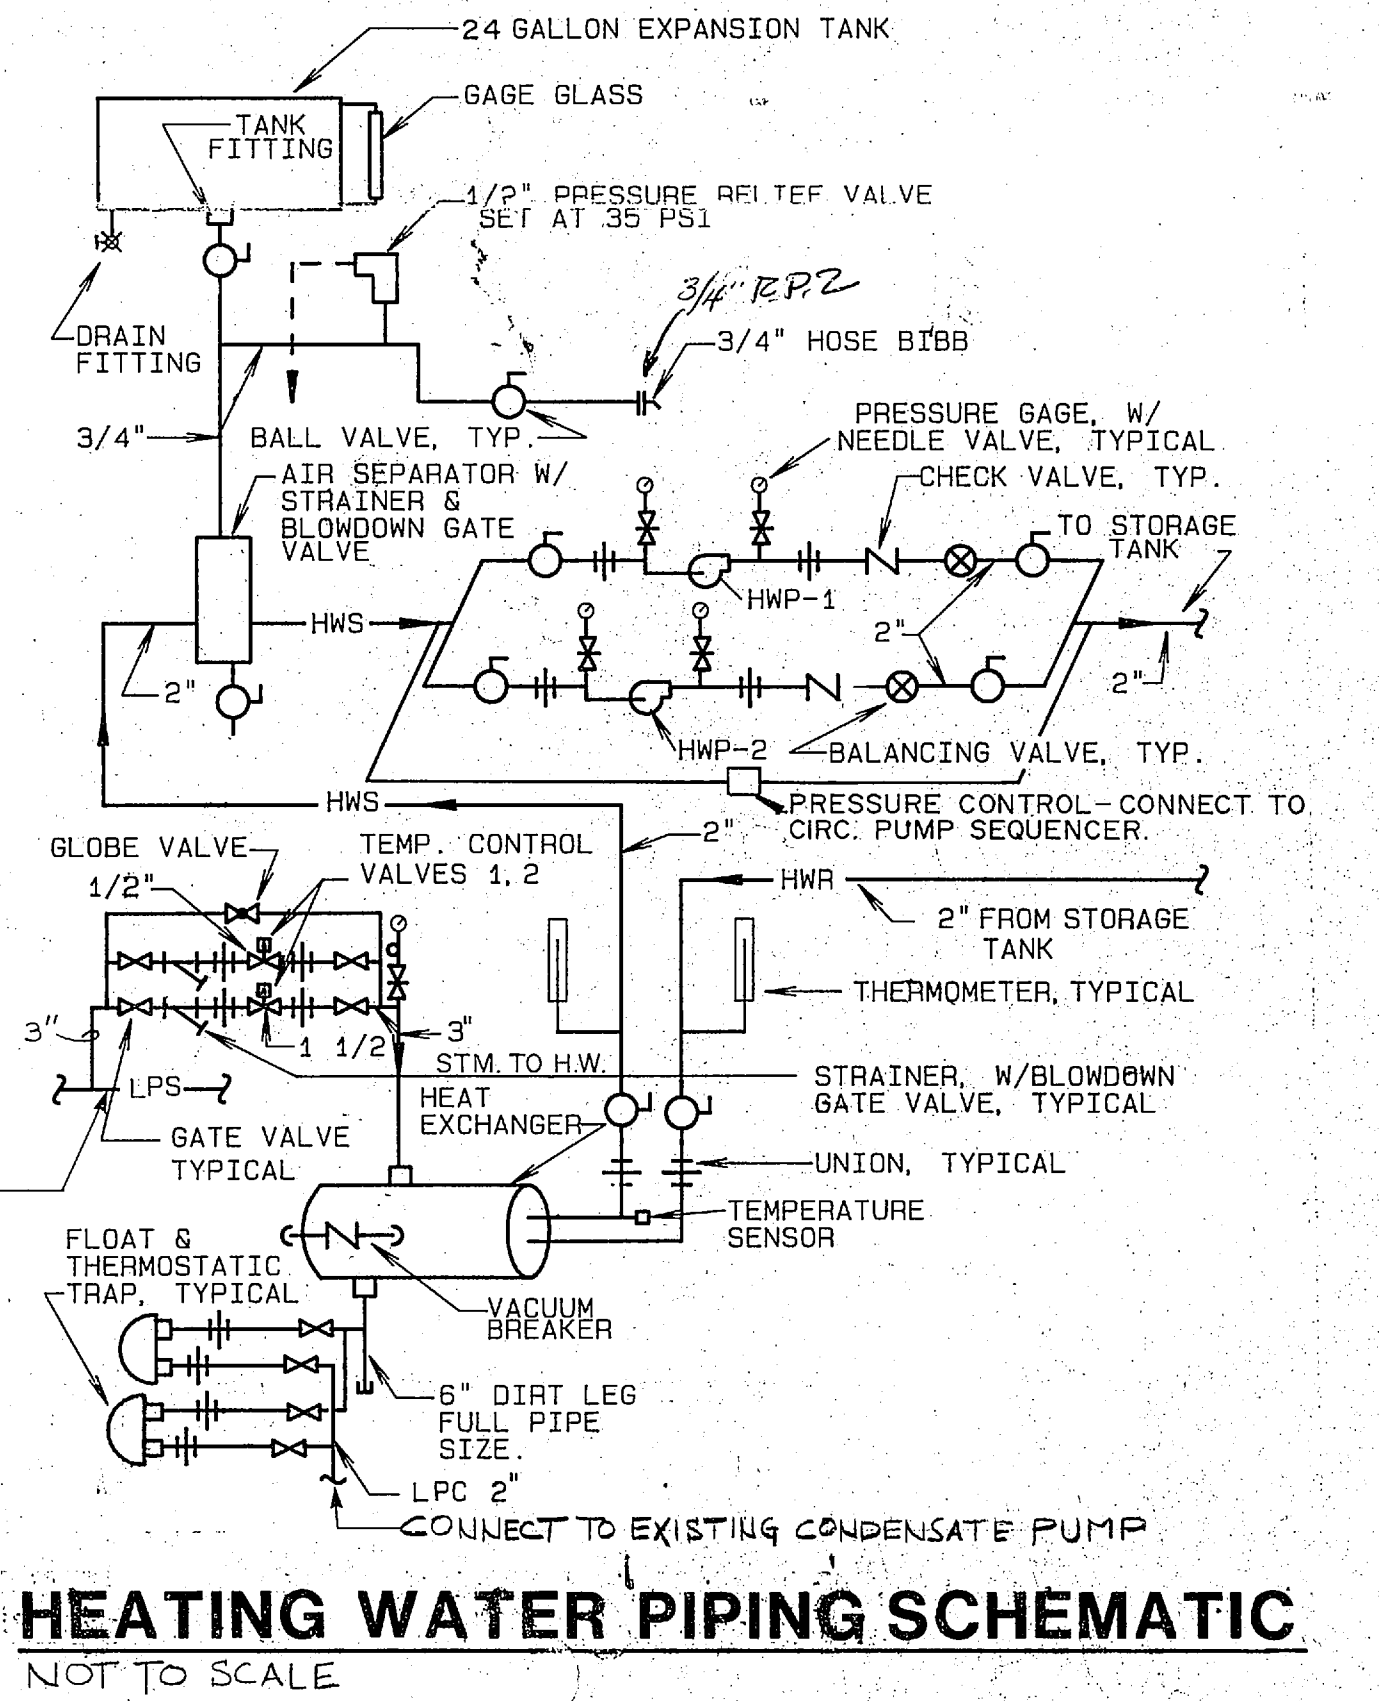 24 GALLON EXPANSION TANK
GAGE GLASS
TANK
FITTING
1/2" PRESSURE RELIEF VALVE
SET AT 35 PSI
3/4" R.P.Z
3/4" HOSE BIBB
DRAIN
FITTING
3/4"
BALL VALVE, TYP.
PRESSURE GAGE, W/
NEEDLE VALVE, TYPICAL
CHECK VALVE, TYP.
AIR SEPARATOR W/
STRAINER &
BLOWDOWN GATE
VALVE
TO STORAGE
TANK
HWP-1
HWS
2"
2"
2"
HWP-2
BALANCING VALVE, TYP.
HWS
PRESSURE CONTROL-CONNECT TO
CIRC. PUMP SEQUENCER.
2"
GLOBE VALVE
TEMP. CONTROL
VALVES 1, 2
1/2"
HWR
2" FROM STORAGE
TANK
THERMOMETER, TYPICAL
3"
1 1/2
3"
STM. TO H.W.
HEAT
EXCHANGER
STRAINER, W/BLOWDOWN
GATE VALVE, TYPICAL
LPS
GATE VALVE
TYPICAL
UNION, TYPICAL
TEMPERATURE
SENSOR
FLOAT &
THERMOSTATIC
TRAP, TYPICAL
VACUUM
BREAKER
6" DIRT LEG
FULL PIPE
SIZE.
LPC 2"
CONNECT TO EXISTING CONDENSATE PUMP
HEATING WATER PIPING SCHEMATIC
NOT TO SCALE